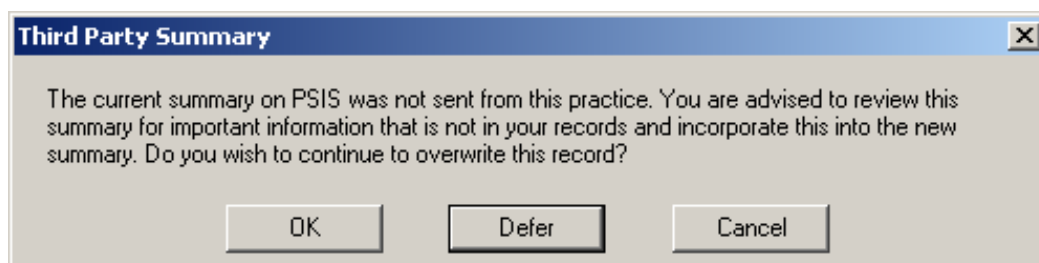 Third Party Summary
The current summary on PSIS was not sent from this practice. You are advised to review this
summary for important information that is not in your records and incorporate this into the new
summary. Do you wish to continue to overwrite this record?
OK Defer Cancel